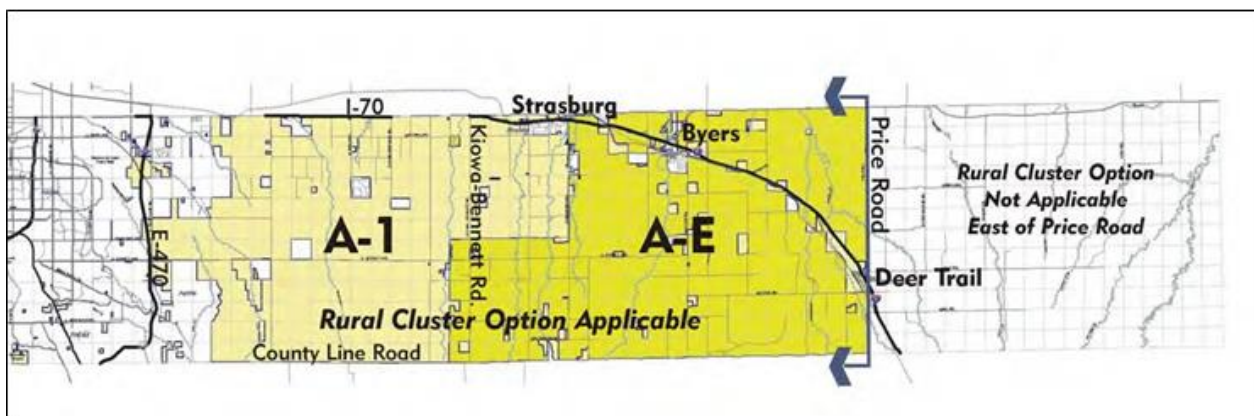 I-70
Strasburg
Byers
Kiowa-Bennett Rd.
Price Road
Rural Cluster Option
Not Applicable
East of Price Road
A-1
A-E
E-470
Deer Trail
Rural Cluster Option Applicable
County Line Road